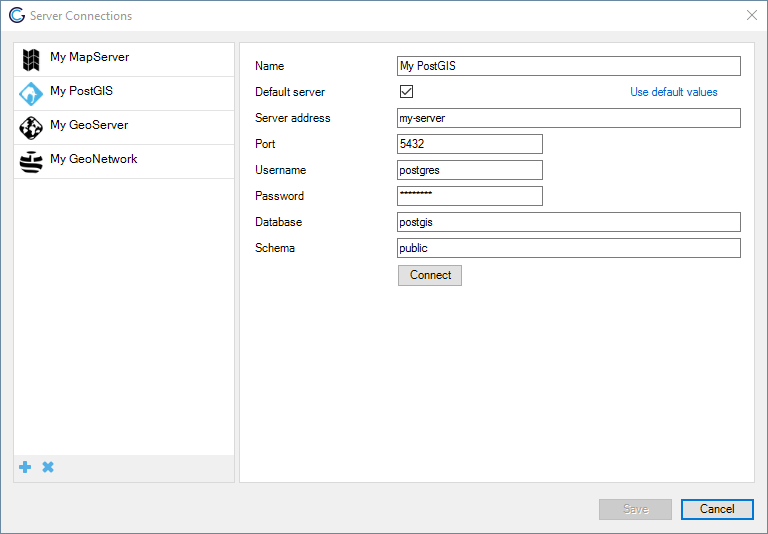 Server Connections
My MapServer
My PostGIS
My GeoServer
My GeoNetwork
Name My PostGIS
Default server Use default values
Server address my-server
Port 5432
Username postgres
Password ********
Database postgis
Schema public
Connect
Save Cancel